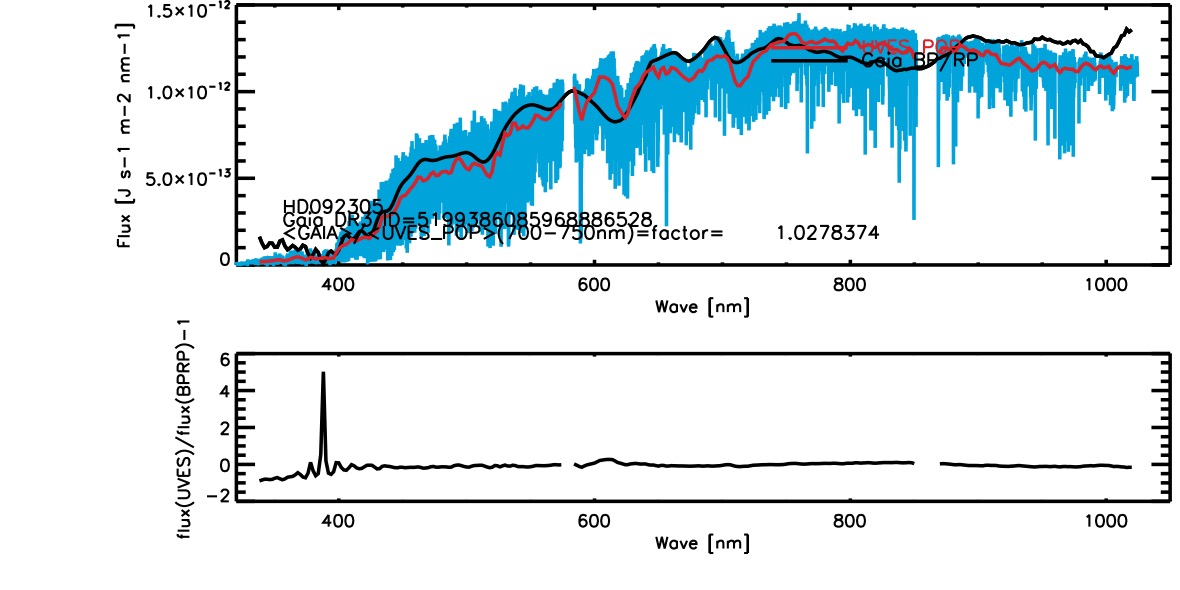 1.5×10−12
1.0×10−12
5.0×10−13
0
Flux [J s−1 m−2 nm−1]
UVES POP
Gaia BP/RP
HD092305
Gaia DR3 ID=5199386085968886528
<GAIA>/<UVES_POP>(700−750nm)=factor= 1.0278374
400 600 800 1000
Wave [nm]
6
4
2
0
−2
flux(UVES)/flux(BPRP)−1
400 600 800 1000
Wave [nm]